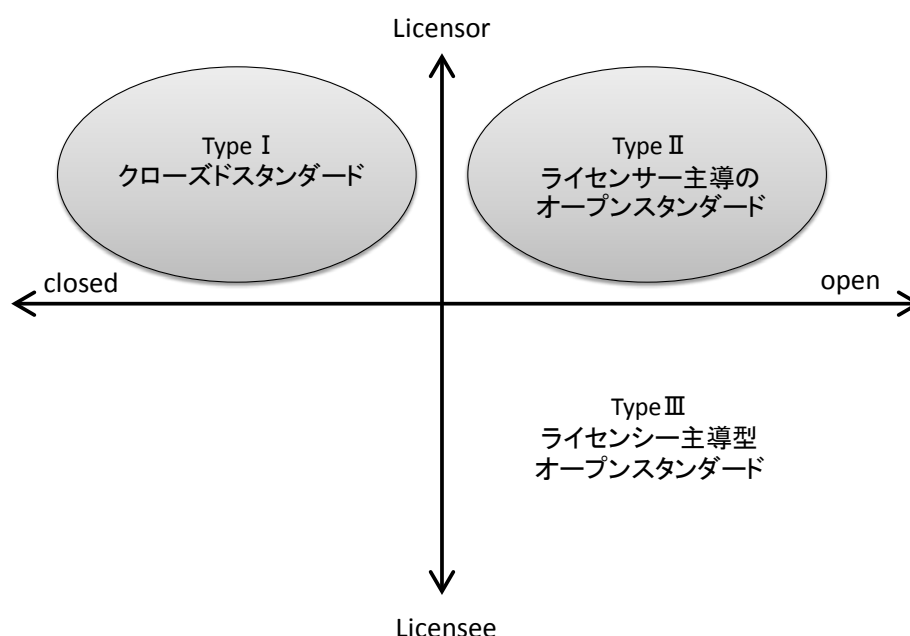 Licensor
Type Ⅰ
クローズドスタンダード
Type Ⅱ
ライセンサー主導の
オープンスタンダード
closed
open
Type Ⅲ
ライセンシー主導型
オープンスタンダード
Licensee